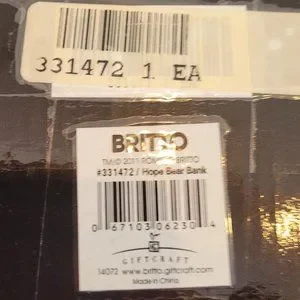 331472 1 EA
BRITTO
TM/© 2011 ROMERO BRITTO
#331472 / Hope Bear Bank
0 67103 06230 4
GIFTCRAFT
14072 www.britto.giftcraft.com
Made in China